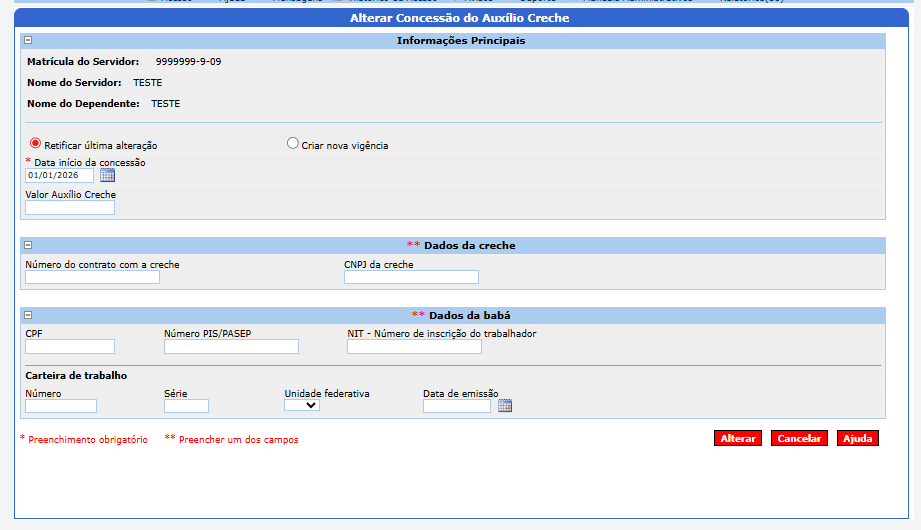 Alterar Concessão do Auxílio Creche
Informações Principais
Matrícula do Servidor: 9999999-9-09
Nome do Servidor: TESTE
Nome do Dependente: TESTE
Retificar última alteração Criar nova vigência
* Data início da concessão
01/01/2026
Valor Auxílio Creche
** Dados da creche
Número do contrato com a creche CNPJ da creche
** Dados da babá
CPF Número PIS/PASEP NIT - Número de inscrição do trabalhador
Carteira de trabalho
Número Série Unidade federativa Data de emissão
* Preenchimento obrigatório ** Preencher um dos campos Alterar Cancelar Ajuda